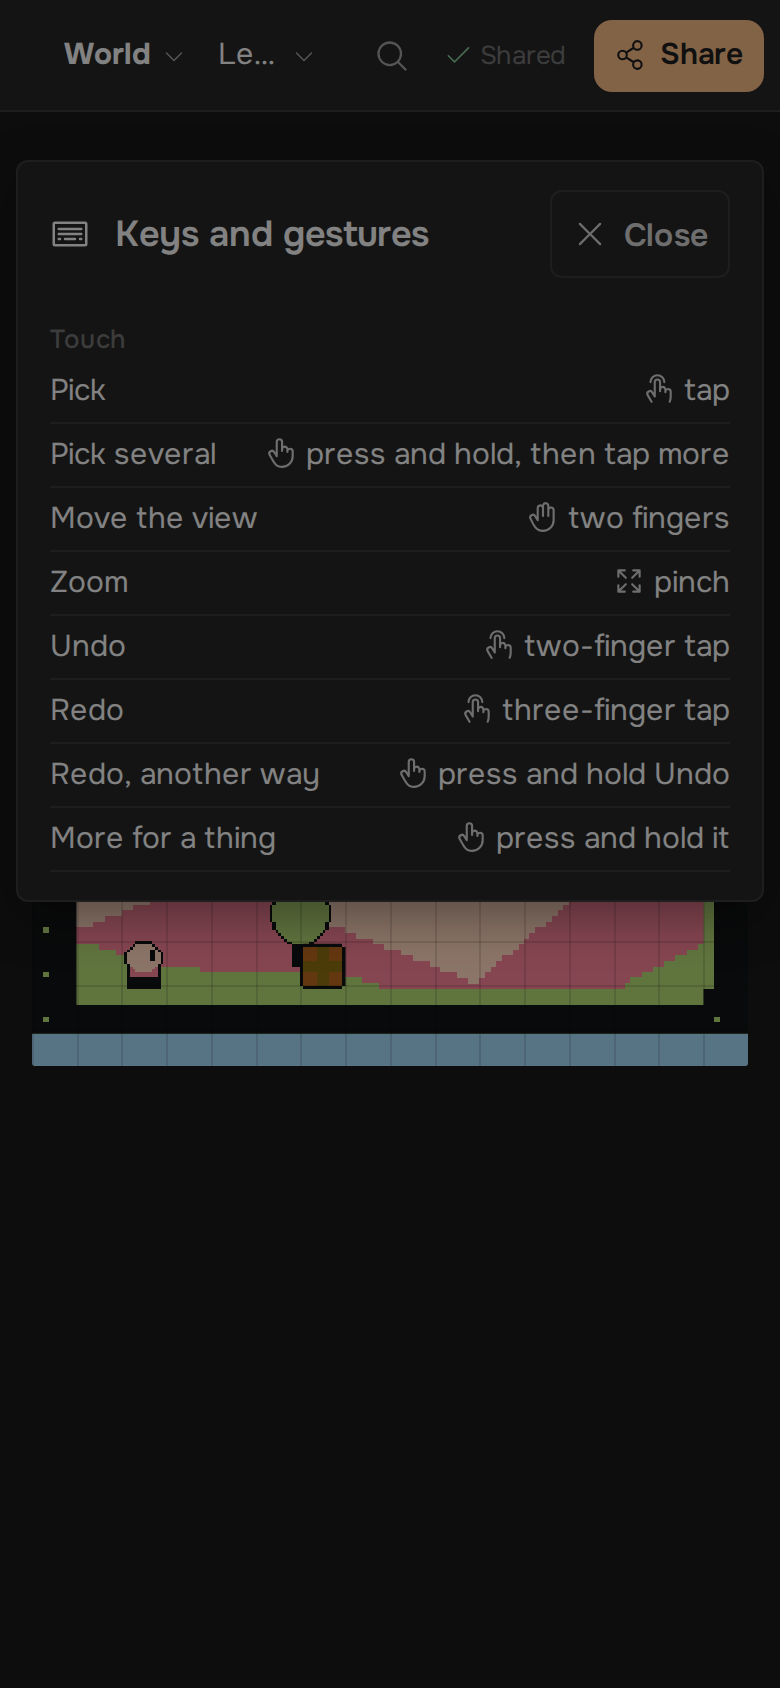 World Le... Shared Share
Keys and gestures Close
Touch
Pick tap
Pick several press and hold, then tap more
Move the view two fingers
Zoom pinch
Undo two-finger tap
Redo three-finger tap
Redo, another way press and hold Undo
More for a thing press and hold it